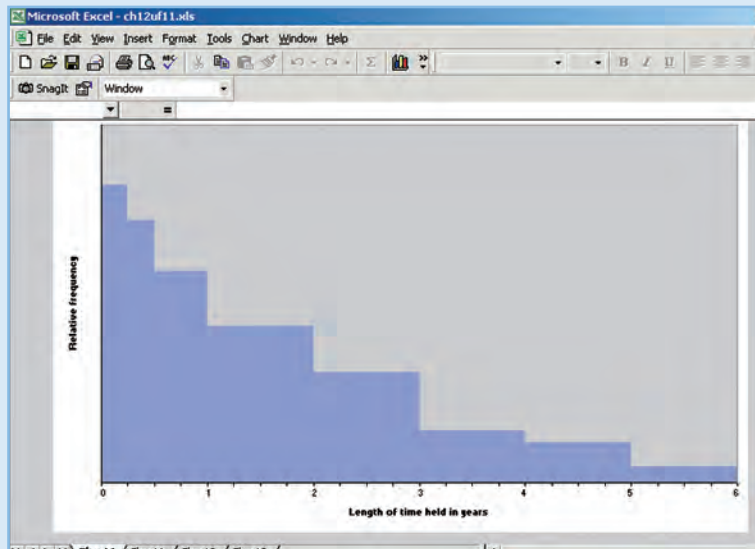 Microsoft Excel - ch12uf11.xls
File Edit View Insert Format Tools Chart Window Help
ABC Σ B I U
SnagIt Window
=
Relative frequency
0 1 2 3 4 5 6
Length of time held in years